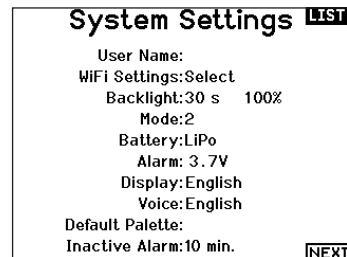 System Settings LIST
User Name:
WiFi Settings:Select
Backlight:30 s 100%
Mode:2
Battery:LiPo
Alarm: 3.7V
Display:English
Voice:English
Default Palette:
Inactive Alarm:10 min.
NEXT